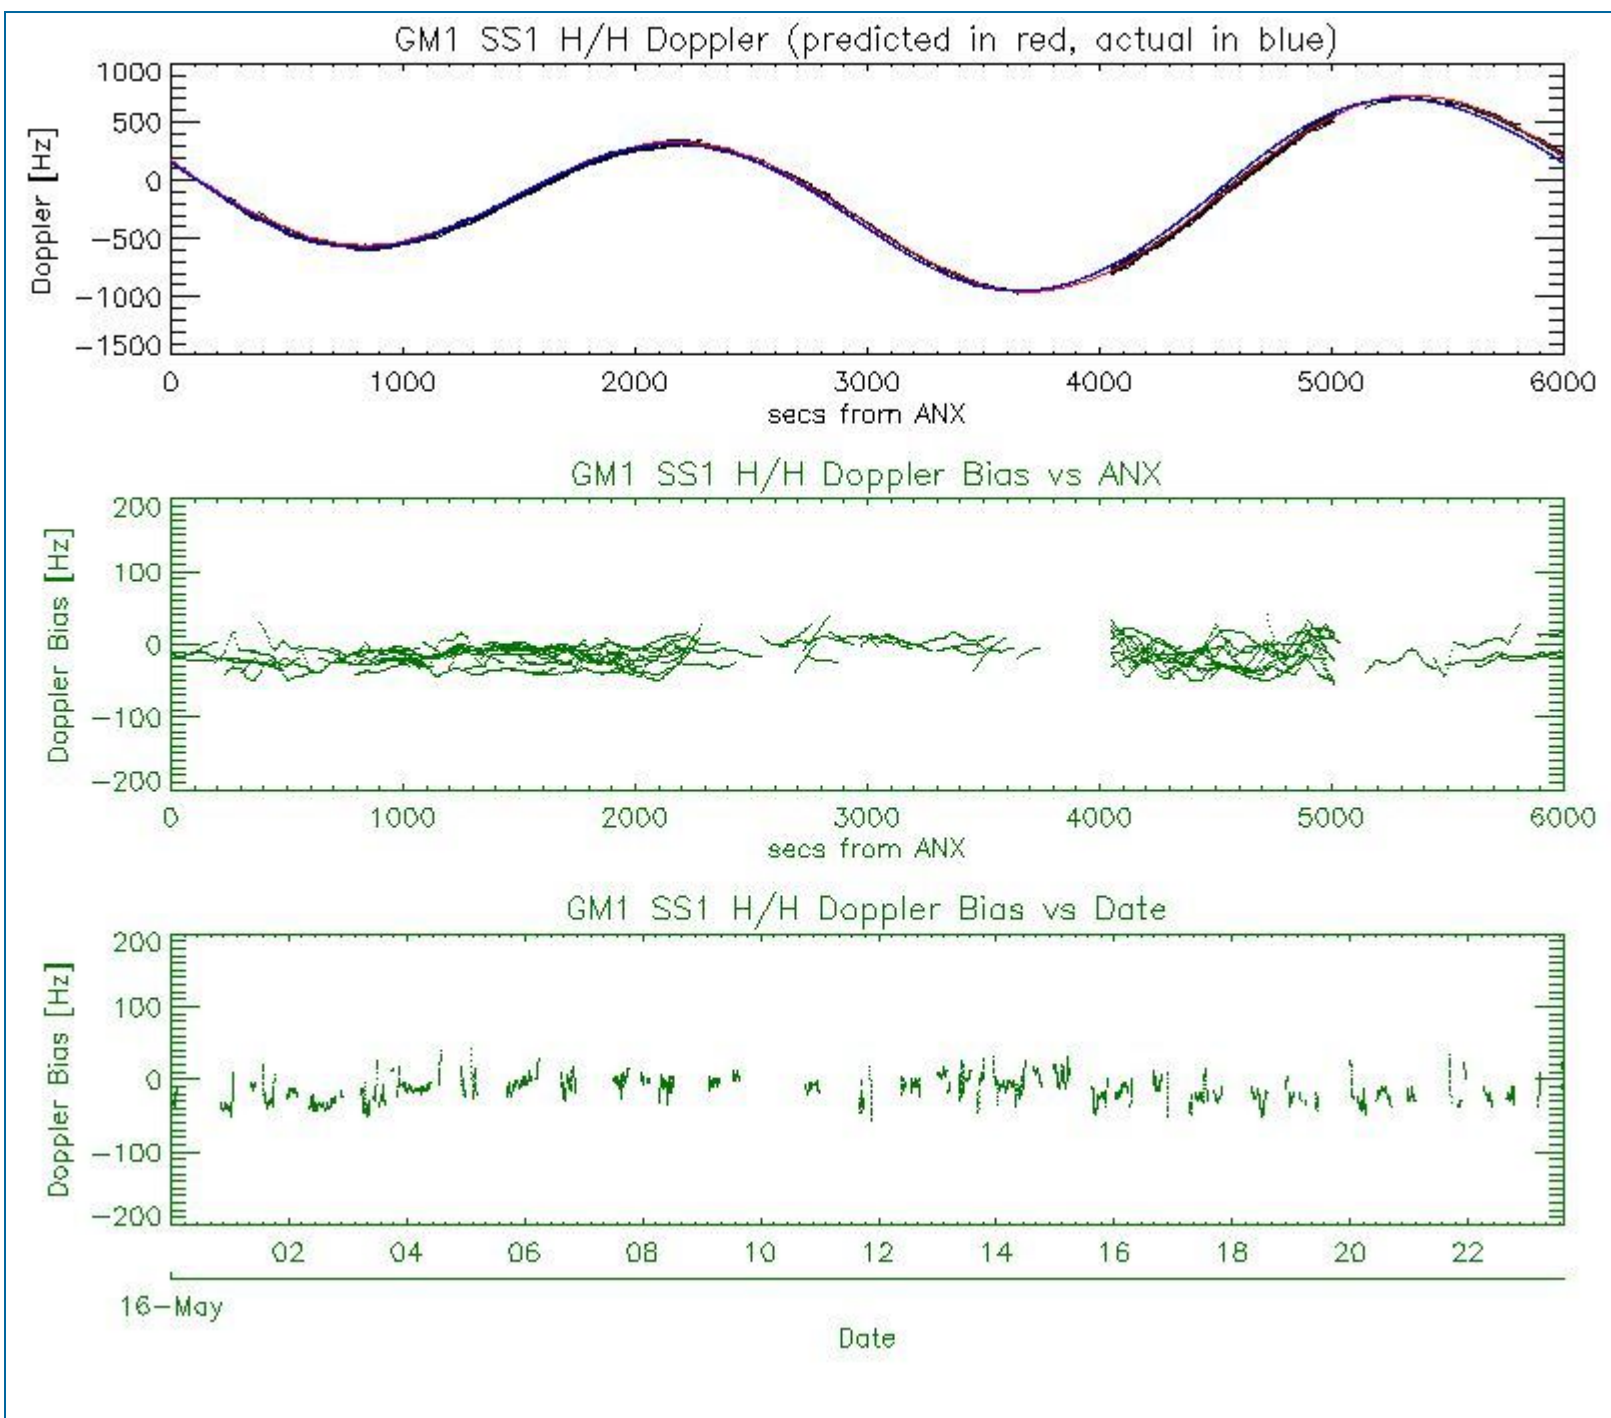 GM1 SS1 H/H Doppler (predicted in red, actual in blue)
Doppler [Hz]
1000
500
0
−500
−1000
−1500
0 1000 2000 3000 4000 5000 6000
secs from ANX
GM1 SS1 H/H Doppler Bias vs ANX
Doppler Bias [Hz]
200
100
0
−100
−200
0 1000 2000 3000 4000 5000 6000
secs from ANX
GM1 SS1 H/H Doppler Bias vs Date
Doppler Bias [Hz]
200
100
0
−100
−200
02 04 06 08 10 12 14 16 18 20 22
16−May
Date